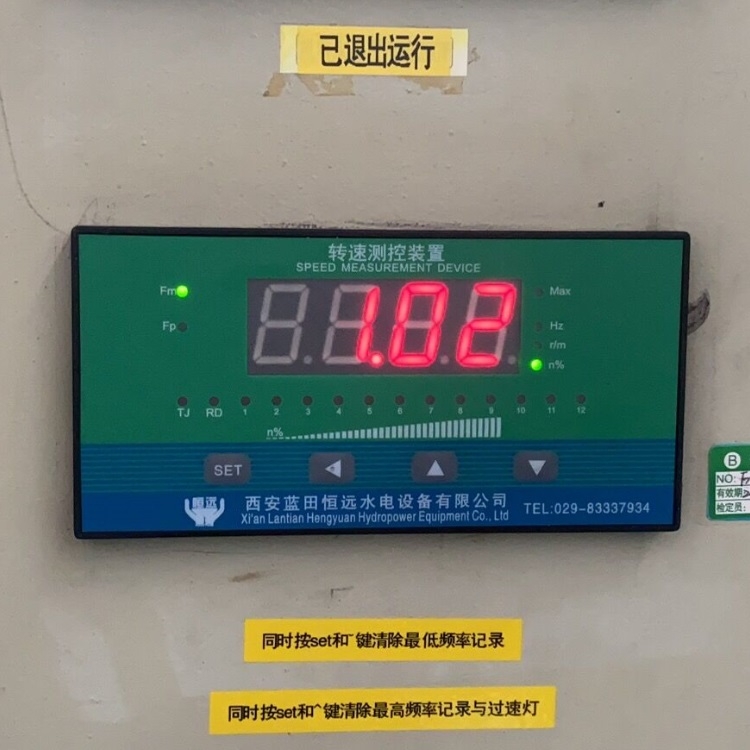 已退出运行
转速测控装置
SPEED MEASUREMENT DEVICE
Fm
1.02
Max
Fp
Hz
r/m
n%
TJ RD 1 2 3 4 5 6 7 8 9 10 11 12
n%
SET
西安蓝田恒远水电设备有限公司
TEL:029-83337934
Xi'an Lantian Hengyuan Hydropower Equipment Co., Ltd
恒远
B
NO:
有效期
检定员:
同时按set和ˇ键清除最低频率记录
同时按set和^键清除最高频率记录与过速灯